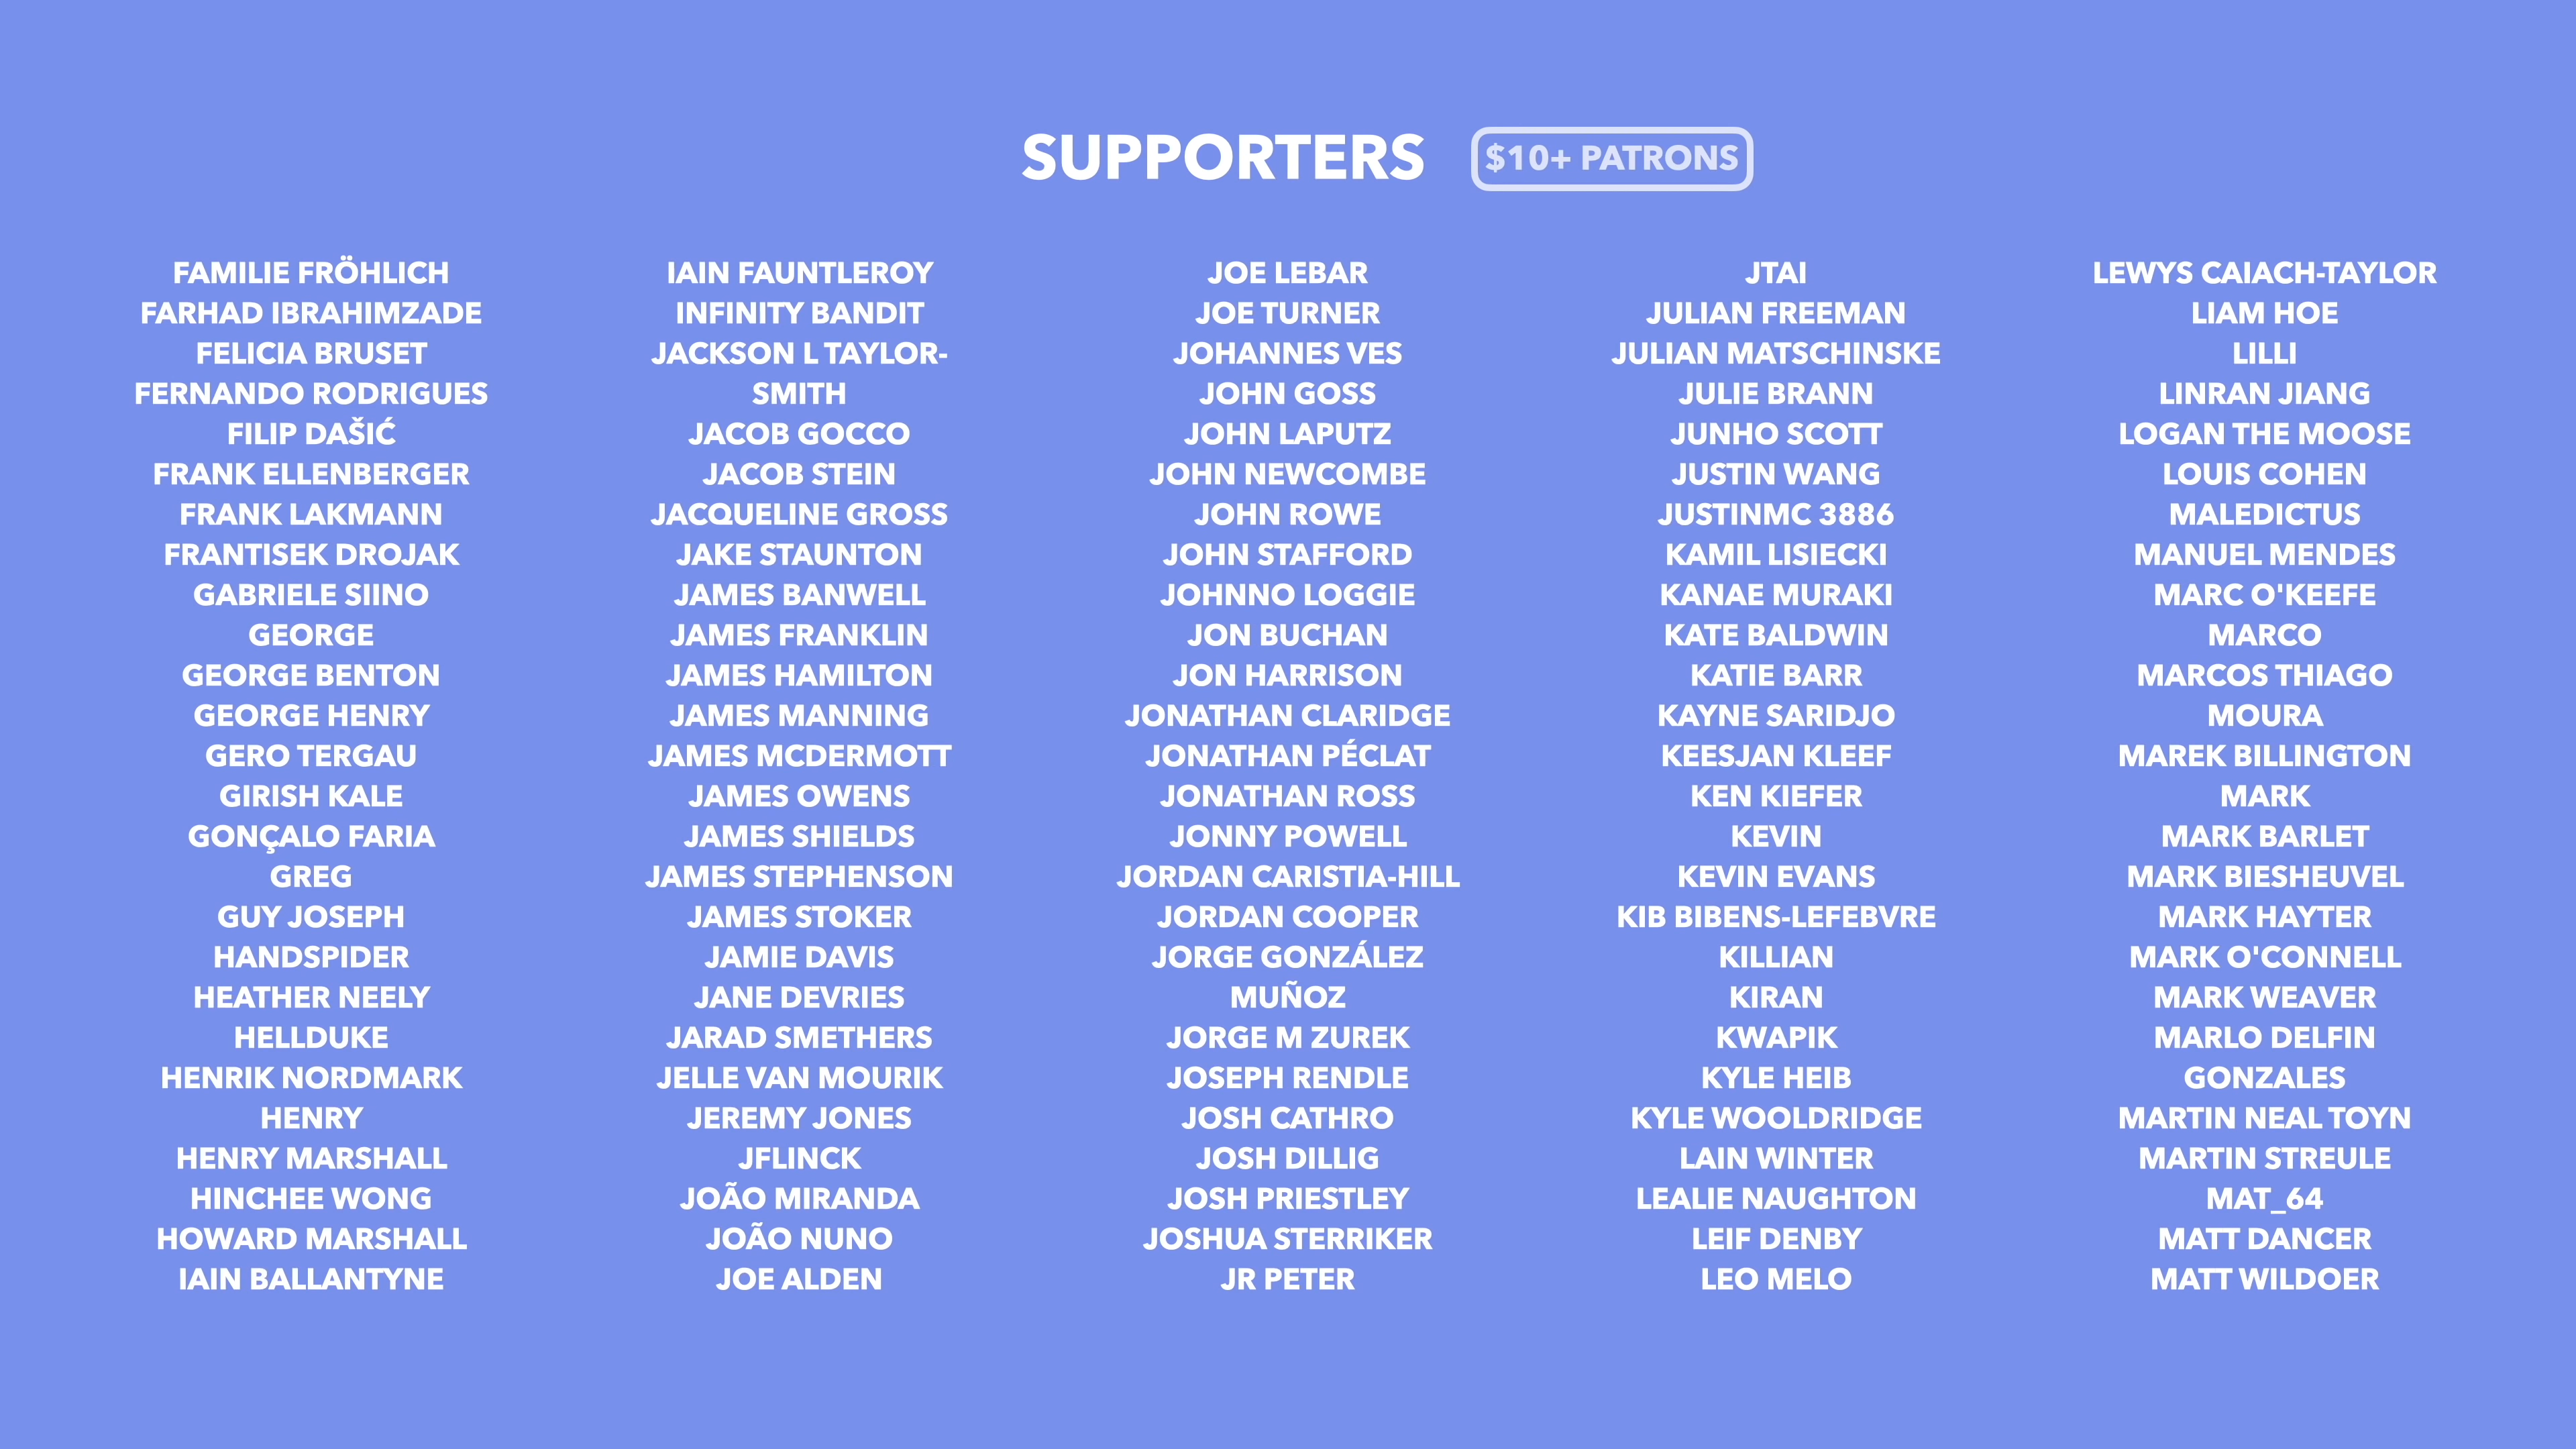 SUPPORTERS
$10+ PATRONS
FAMILIE FRÖHLICH
FARHAD IBRAHIMZADE
FELICIA BRUSET
FERNANDO RODRIGUES
FILIP DAŠIĆ
FRANK ELLENBERGER
FRANK LAKMANN
FRANTISEK DROJAK
GABRIELE SIINO
GEORGE
GEORGE BENTON
GEORGE HENRY
GERO TERGAU
GIRISH KALE
GONÇALO FARIA
GREG
GUY JOSEPH
HANDSPIDER
HEATHER NEELY
HELLDUKE
HENRIK NORDMARK
HENRY
HENRY MARSHALL
HINCHEE WONG
HOWARD MARSHALL
IAIN BALLANTYNE
IAIN FAUNTLEROY
INFINITY BANDIT
JACKSON L TAYLOR-
SMITH
JACOB GOCCO
JACOB STEIN
JACQUELINE GROSS
JAKE STAUNTON
JAMES BANWELL
JAMES FRANKLIN
JAMES HAMILTON
JAMES MANNING
JAMES MCDERMOTT
JAMES OWENS
JAMES SHIELDS
JAMES STEPHENSON
JAMES STOKER
JAMIE DAVIS
JANE DEVRIES
JARAD SMETHERS
JELLE VAN MOURIK
JEREMY JONES
JFLINCK
JOÃO MIRANDA
JOÃO NUNO
JOE ALDEN
JOE LEBAR
JOE TURNER
JOHANNES VES
JOHN GOSS
JOHN LAPUTZ
JOHN NEWCOMBE
JOHN ROWE
JOHN STAFFORD
JOHNNO LOGGIE
JON BUCHAN
JON HARRISON
JONATHAN CLARIDGE
JONATHAN PÉCLAT
JONATHAN ROSS
JONNY POWELL
JORDAN CARISTIA-HILL
JORDAN COOPER
JORGE GONZÁLEZ
MUÑOZ
JORGE M ZUREK
JOSEPH RENDLE
JOSH CATHRO
JOSH DILLIG
JOSH PRIESTLEY
JOSHUA STERRIKER
JR PETER
JTAI
JULIAN FREEMAN
JULIAN MATSCHINSKE
JULIE BRANN
JUNHO SCOTT
JUSTIN WANG
JUSTINMC 3886
KAMIL LISIECKI
KANAE MURAKI
KATE BALDWIN
KATIE BARR
KAYNE SARIDJO
KEESJAN KLEEF
KEN KIEFER
KEVIN
KEVIN EVANS
KIB BIBENS-LEFEBVRE
KILLIAN
KIRAN
KWAPIK
KYLE HEIB
KYLE WOOLDRIDGE
LAIN WINTER
LEALIE NAUGHTON
LEIF DENBY
LEO MELO
LEWYS CAIACH-TAYLOR
LIAM HOE
LILLI
LINRAN JIANG
LOGAN THE MOOSE
LOUIS COHEN
MALEDICTUS
MANUEL MENDES
MARC O'KEEFE
MARCO
MARCOS THIAGO
MOURA
MAREK BILLINGTON
MARK
MARK BARLET
MARK BIESHEUVEL
MARK HAYTER
MARK O'CONNELL
MARK WEAVER
MARLO DELFIN
GONZALES
MARTIN NEAL TOYN
MARTIN STREULE
MAT_64
MATT DANCER
MATT WILDOER